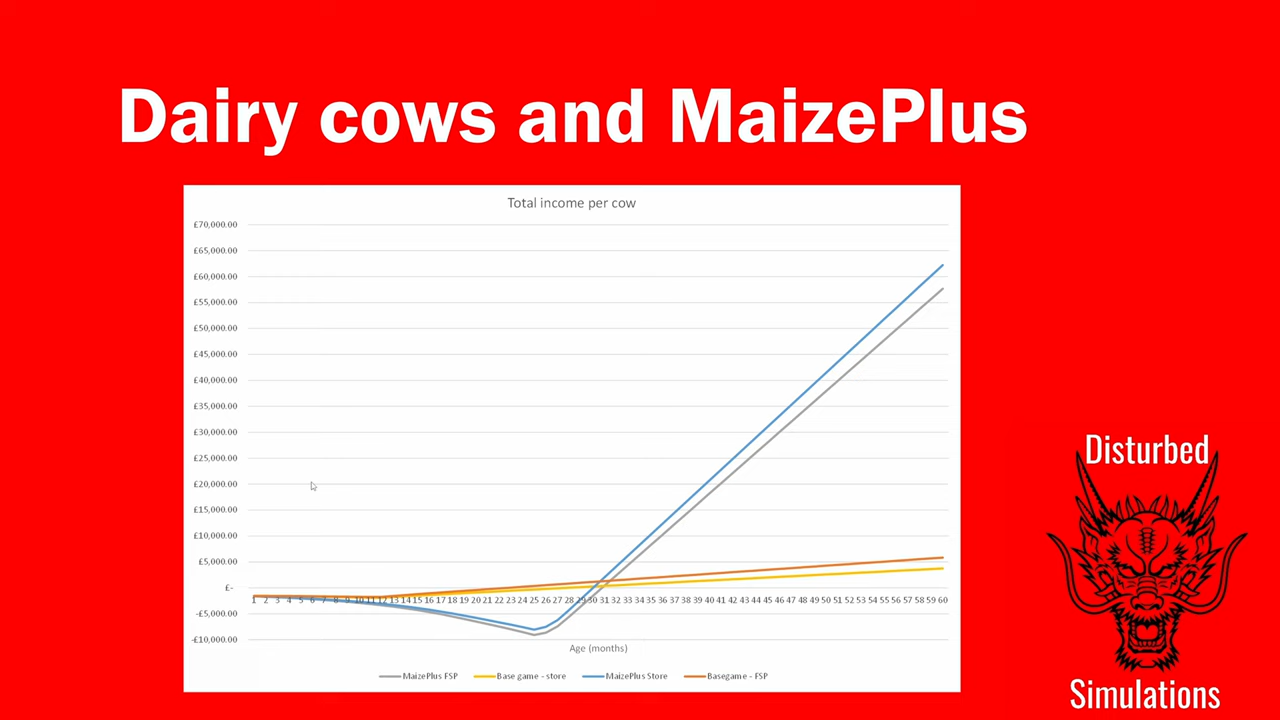 Dairy cows and MaizePlus
Total income per cow
£70,000.00
£65,000.00
£60,000.00
£55,000.00
£50,000.00
£45,000.00
£40,000.00
£35,000.00
£30,000.00
£25,000.00
£20,000.00
£15,000.00
£10,000.00
£5,000.00
£-
-£5,000.00
-£10,000.00
1 2 3 4 5 6 7 8 9 10 11 12 13 14 15 16 17 18 19 20 21 22 23 24 25 26 27 28 29 30 31 32 33 34 35 36 37 38 39 40 41 42 43 44 45 46 47 48 49 50 51 52 53 54 55 56 57 58 59 60
Age (months)
MaizePlus FSP Base game - store MaizePlus Store Basegame - FSP
Disturbed
Simulations